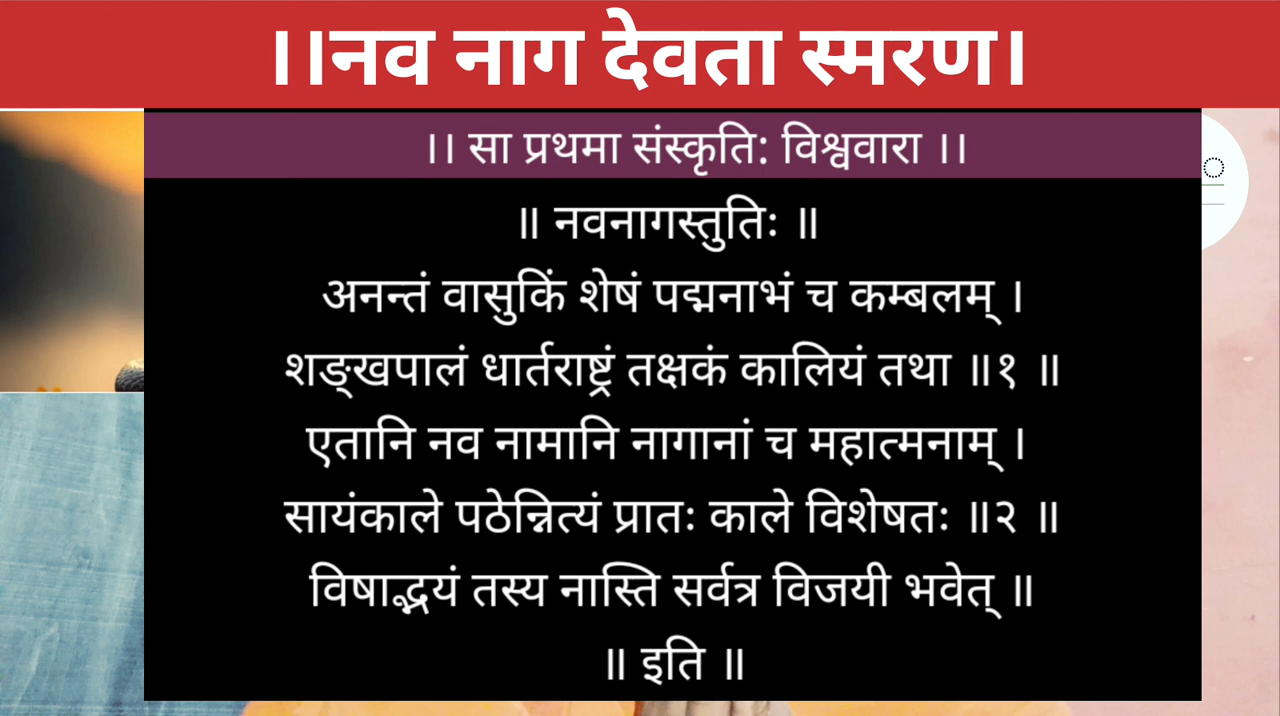 ।।नव नाग देवता स्मरण।
।। सा प्रथमा संस्कृति: विश्ववारा ।।
॥ नवनागस्तुतिः ॥
अनन्तं वासुकिं शेषं पद्मनाभं च कम्बलम् ।
शङ्खपालं धार्तराष्ट्रं तक्षकं कालियं तथा ॥१ ॥
एतानि नव नामानि नागानां च महात्मनाम् ।
सायंकाले पठेन्नित्यं प्रातः काले विशेषतः ॥२ ॥
विषाद्भयं तस्य नास्ति सर्वत्र विजयी भवेत् ॥
॥ इति ॥